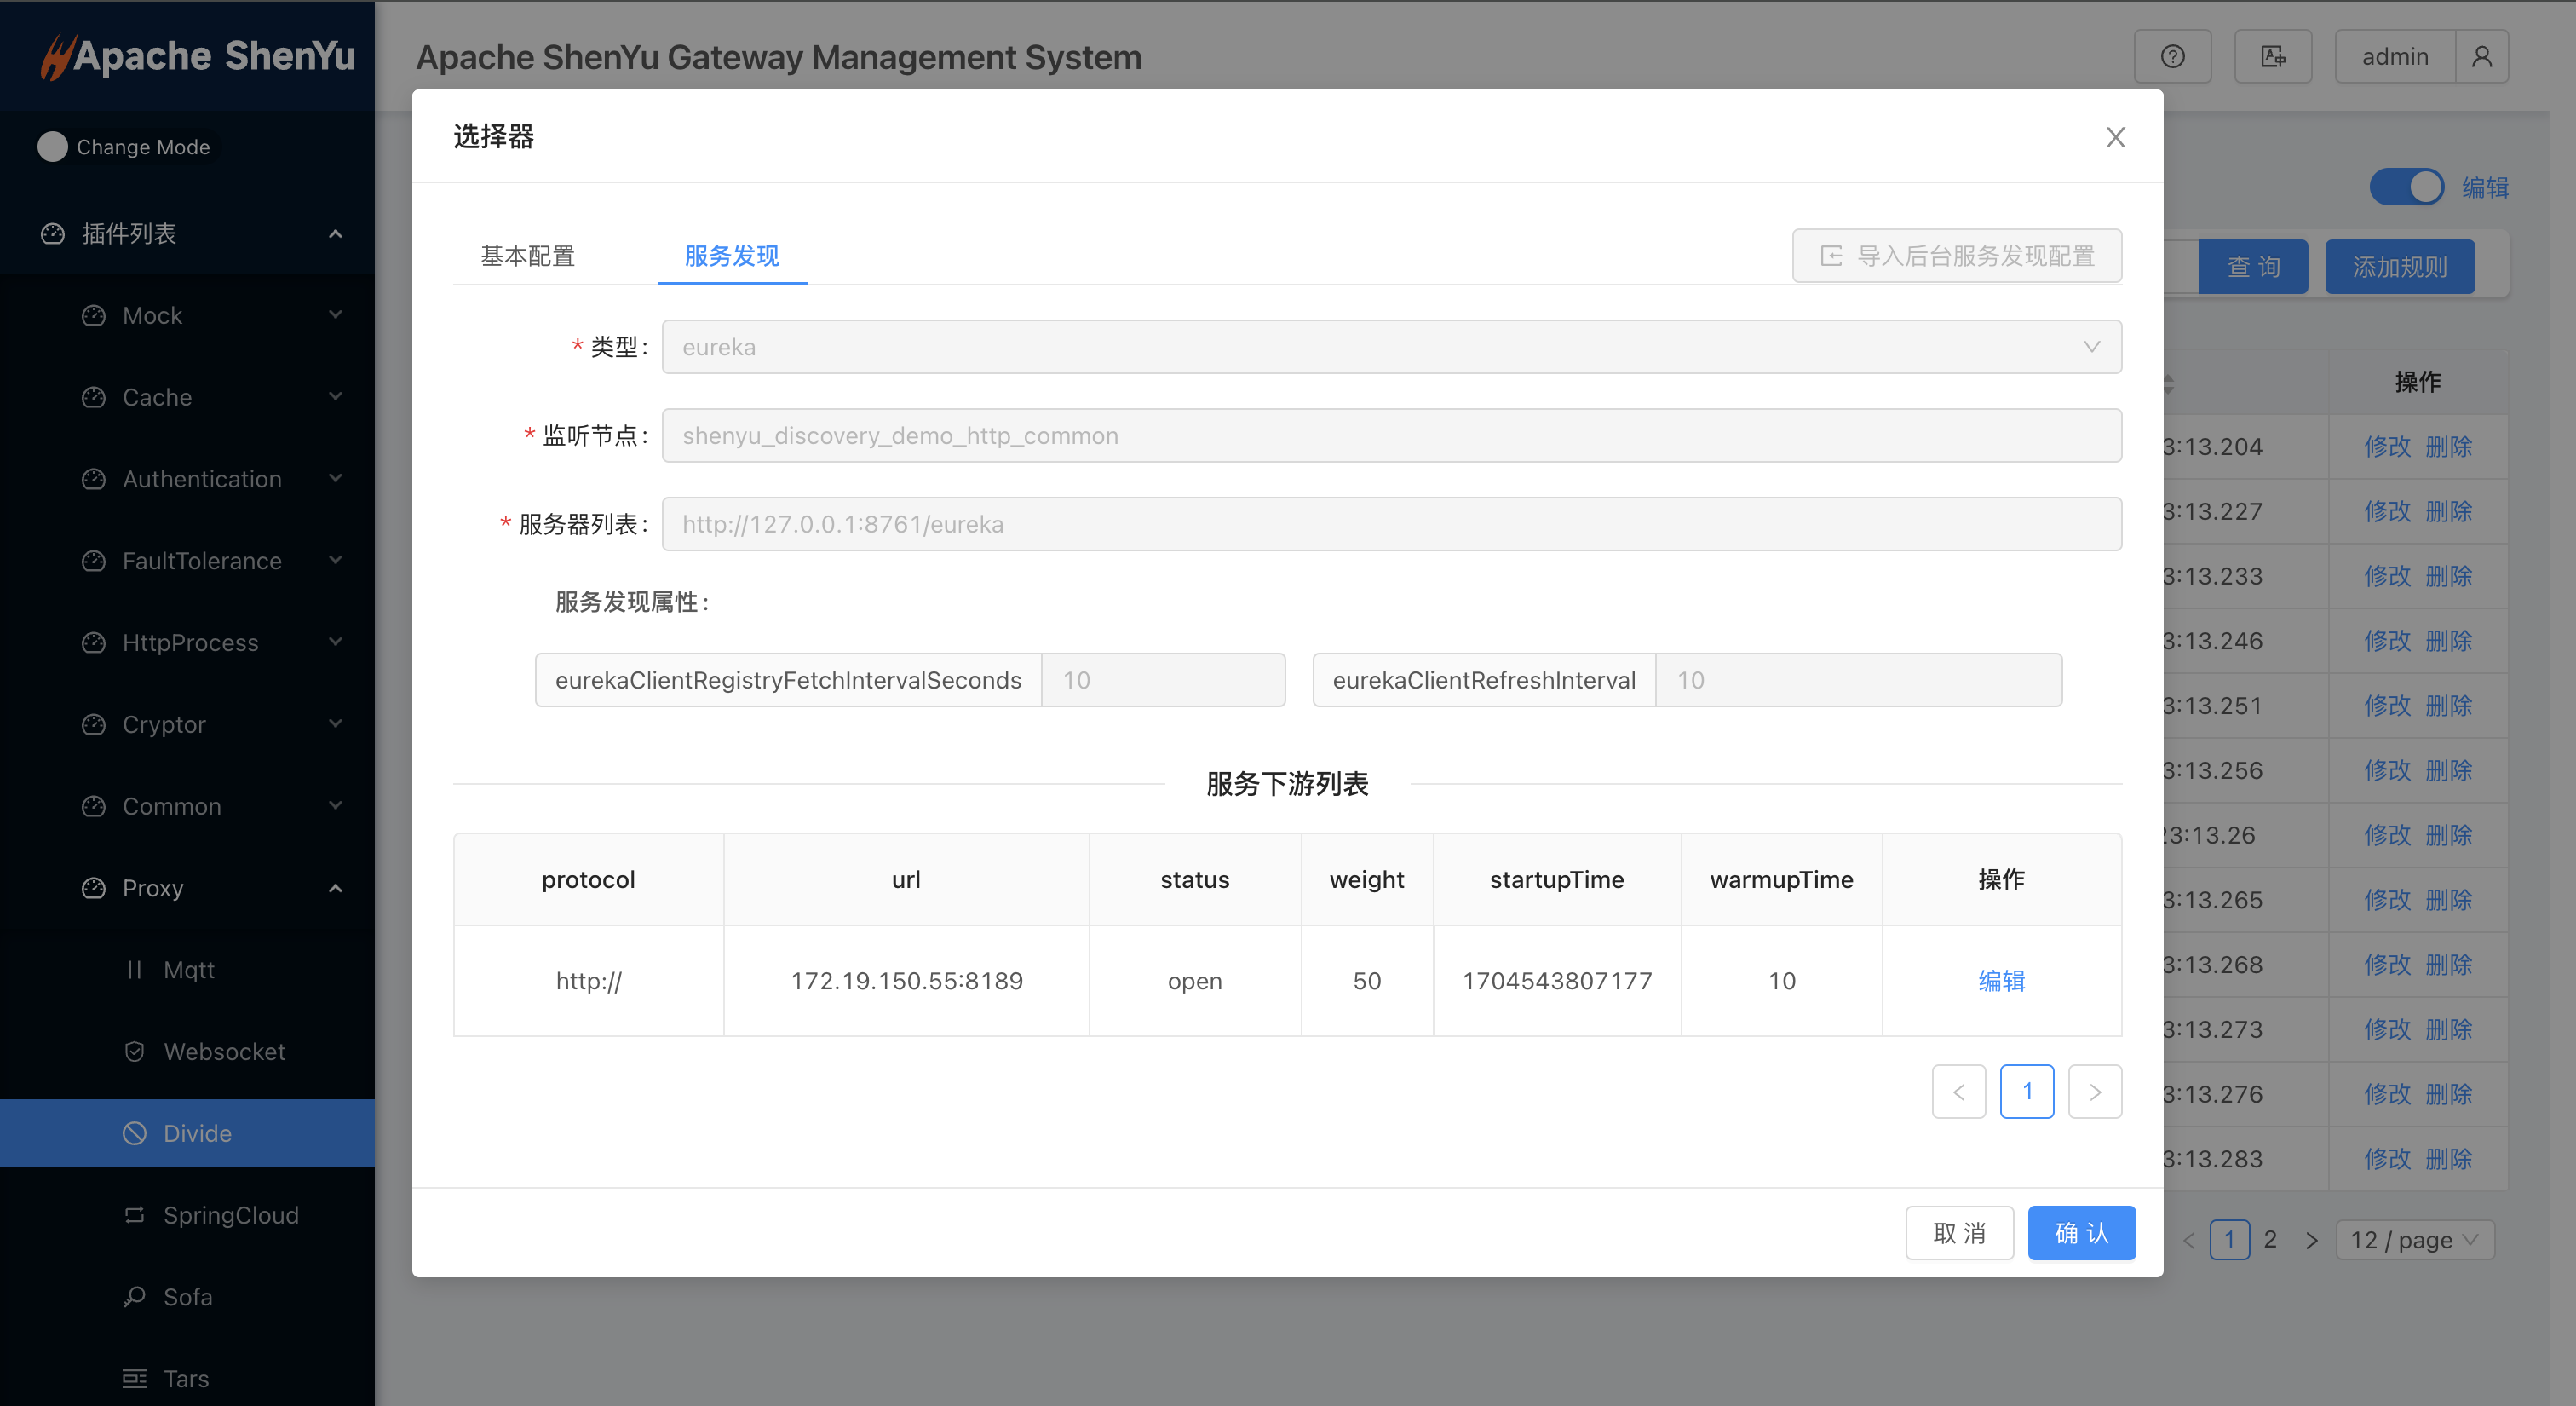 Apache ShenYu
Apache ShenYu Gateway Management System
admin
Change Mode
插件列表
Mock
Cache
Authentication
FaultTolerance
HttpProcess
Cryptor
Common
Proxy
Mqtt
Websocket
Divide
SpringCloud
Sofa
Tars
选择器
基本配置
服务发现
导入后台服务发现配置
* 类型：
eureka
* 监听节点：
shenyu_discovery_demo_http_common
* 服务器列表：
http://127.0.0.1:8761/eureka
服务发现属性：
eurekaClientRegistryFetchIntervalSeconds 10
eurekaClientRefreshInterval 10
服务下游列表
protocol url status weight startupTime warmupTime 操作
http:// 172.19.150.55:8189 open 50 1704543807177 10 编辑
1
取 消
确 认
编辑
查 询
添加规则
操作
3:13.204 修改 删除
3:13.227 修改 删除
3:13.233 修改 删除
3:13.246 修改 删除
3:13.251 修改 删除
3:13.256 修改 删除
23:13.26 修改 删除
3:13.265 修改 删除
3:13.268 修改 删除
3:13.273 修改 删除
3:13.276 修改 删除
3:13.283 修改 删除
1 2 12 / page